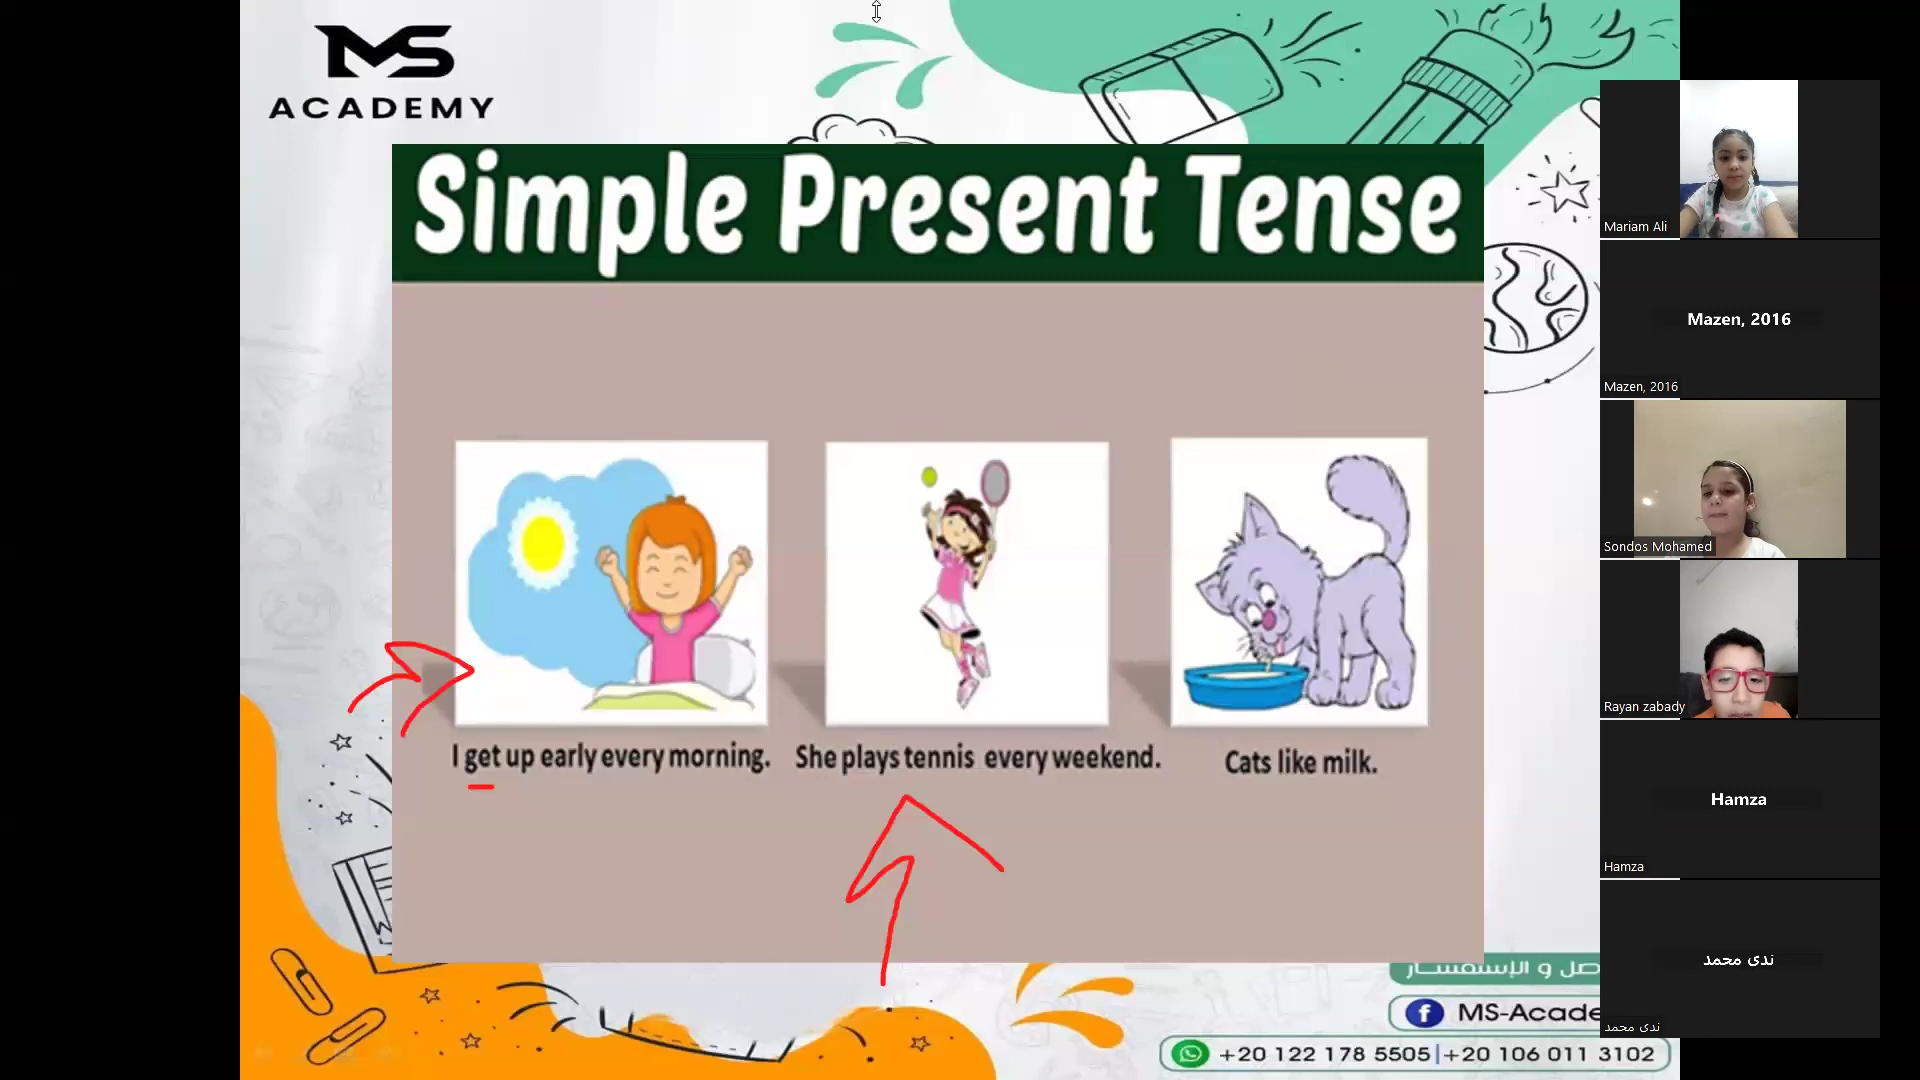 MS
ACADEMY
Simple Present Tense
I get up early every morning.
She plays tennis every weekend.
Cats like milk.
Mariam Ali
Mazen, 2016
Mazen, 2016
Sondos Mohamed
Rayan zabady
Hamza
Hamza
ندى محمد
ندى محمد
صل و الإستفسار
MS-Acade
+20 122 178 5505 | +20 106 011 3102